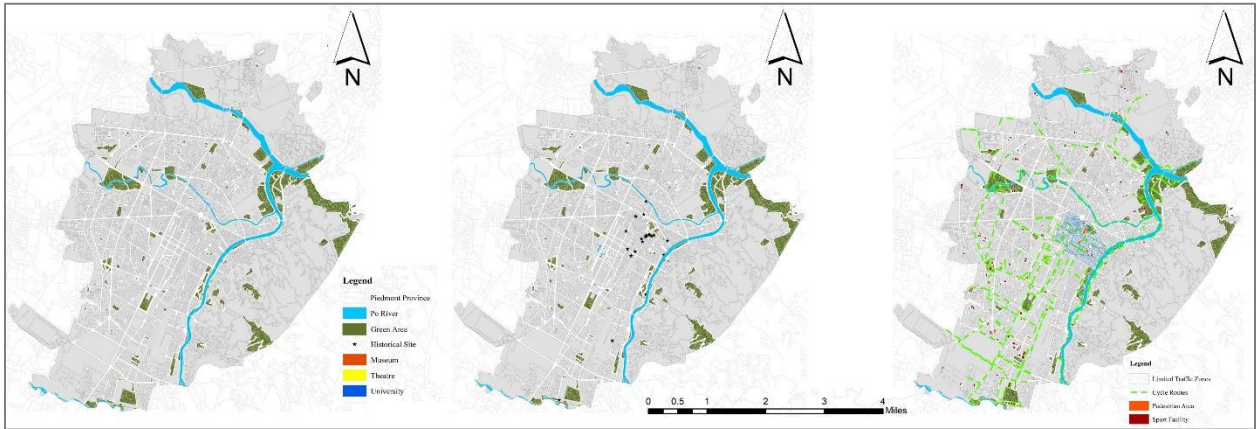 N
N
N
Legend
Piedmont Province
Po River
Green Area
Historical Site
Museum
Theatre
University
0 0.5 1 2 3 4
Miles
Legend
Limited Traffic Zones
Cycle Routes
Pedestrian Area
Sport Facility